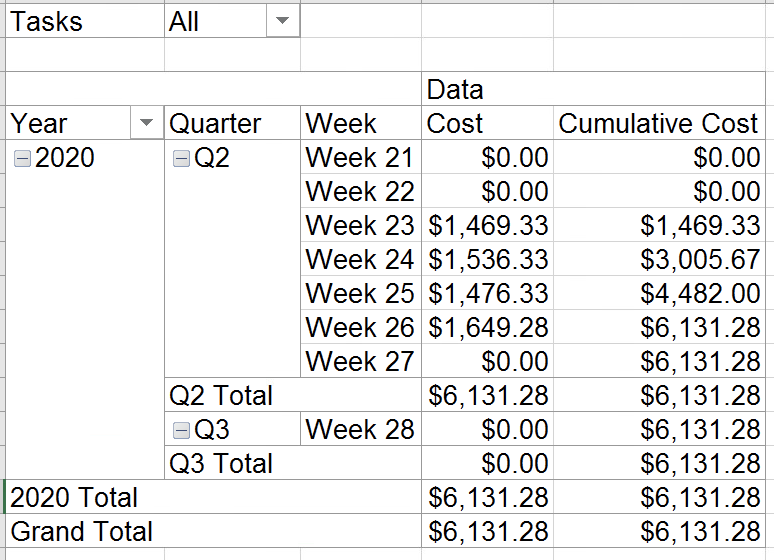 Tasks All
Data
Year Quarter Week Cost Cumulative Cost
2020 Q2 Week 21 $0.00 $0.00
Week 22 $0.00 $0.00
Week 23 $1,469.33 $1,469.33
Week 24 $1,536.33 $3,005.67
Week 25 $1,476.33 $4,482.00
Week 26 $1,649.28 $6,131.28
Week 27 $0.00 $6,131.28
Q2 Total $6,131.28 $6,131.28
Q3 Week 28 $0.00 $6,131.28
Q3 Total $0.00 $6,131.28
2020 Total $6,131.28 $6,131.28
Grand Total $6,131.28 $6,131.28